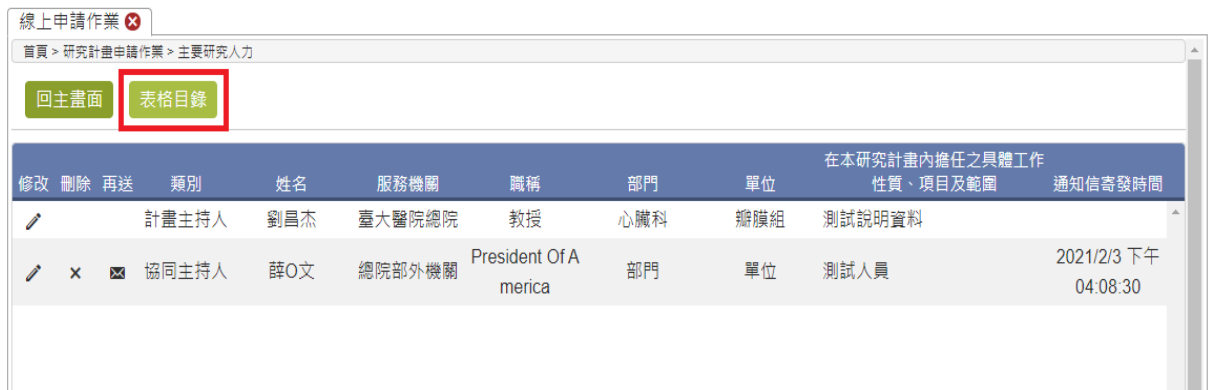 線上申請作業
首頁 > 研究計畫申請作業 > 主要研究人力
回主畫面 表格目錄
修改 刪除 再送 類別 姓名 服務機關 職稱 部門 單位 在本研究計畫內擔任之具體工作
性質、項目及範圍 通知信寄發時間
計畫主持人 劉昌杰 臺大醫院總院 教授 心臟科 瓣膜組 測試說明資料
協同主持人 薛O文 總院部外機關 President Of A
merica 部門 單位 測試人員 2021/2/3 下午
04:08:30